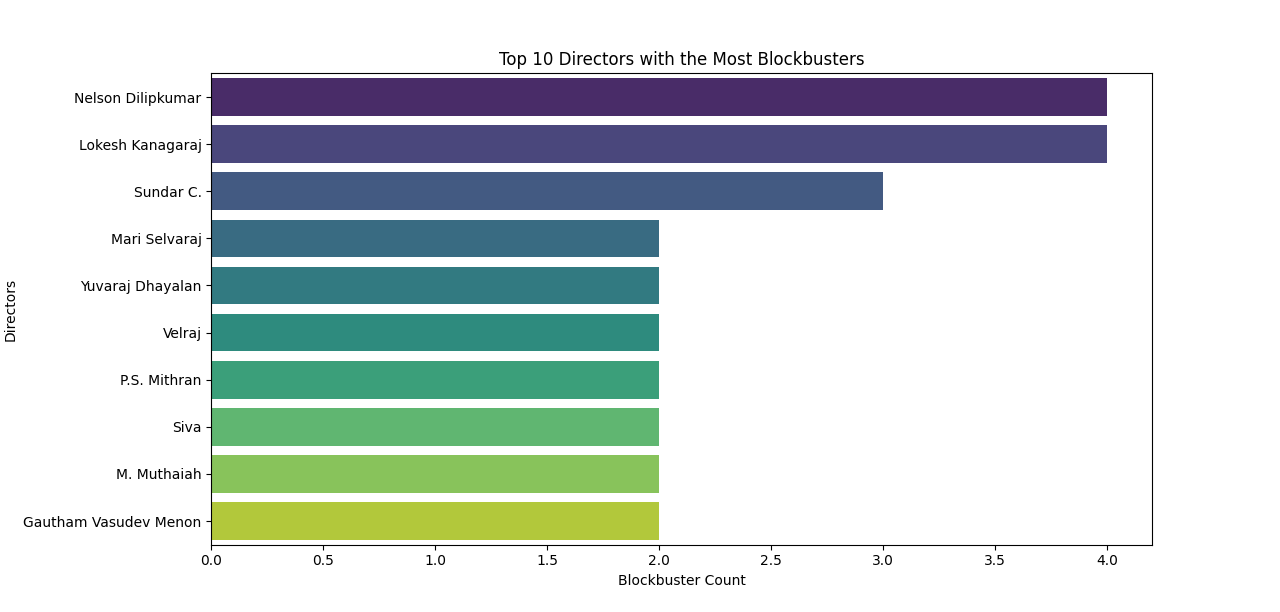 Top 10 Directors with the Most Blockbusters
Nelson Dilipkumar
Lokesh Kanagaraj
Sundar C.
Mari Selvaraj
Yuvaraj Dhayalan
Velraj
P.S. Mithran
Siva
M. Muthaiah
Gautham Vasudev Menon
Directors
0.0 0.5 1.0 1.5 2.0 2.5 3.0 3.5 4.0
Blockbuster Count